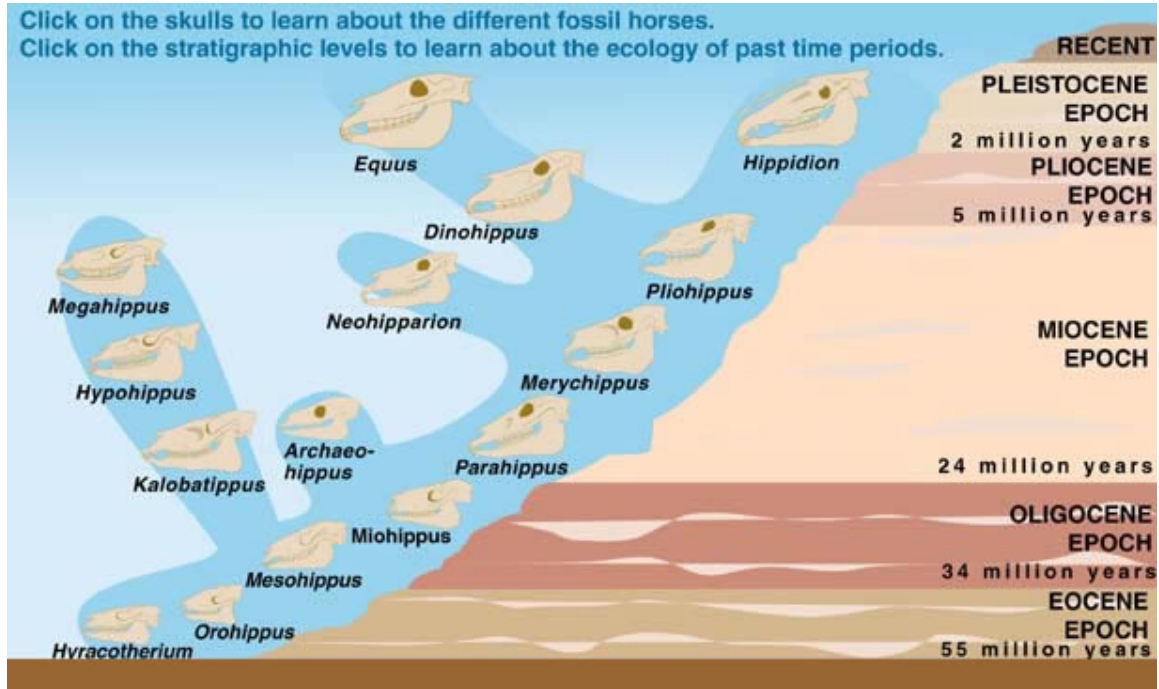 Click on the skulls to learn about the different fossil horses.
Click on the stratigraphic levels to learn about the ecology of past time periods.
RECENT
PLEISTOCENE
EPOCH
2 million years
PLIOCENE
EPOCH
5 million years
MIOCENE
EPOCH
24 million years
OLIGOCENE
EPOCH
34 million years
EOCENE
EPOCH
55 million years
Equus
Hippidion
Dinohippus
Megahippus
Neohipparion
Pliohippus
Hypohippus
Merychippus
Archaeo-
hippus
Kalobatippus
Parahippus
Miohippus
Mesohippus
Orohippus
Hyracotherium